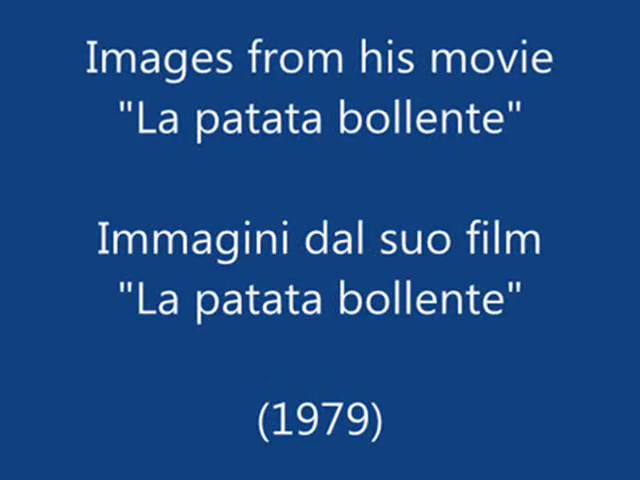 Images from his movie
"La patata bollente"
Immagini dal suo film
"La patata bollente"
(1979)